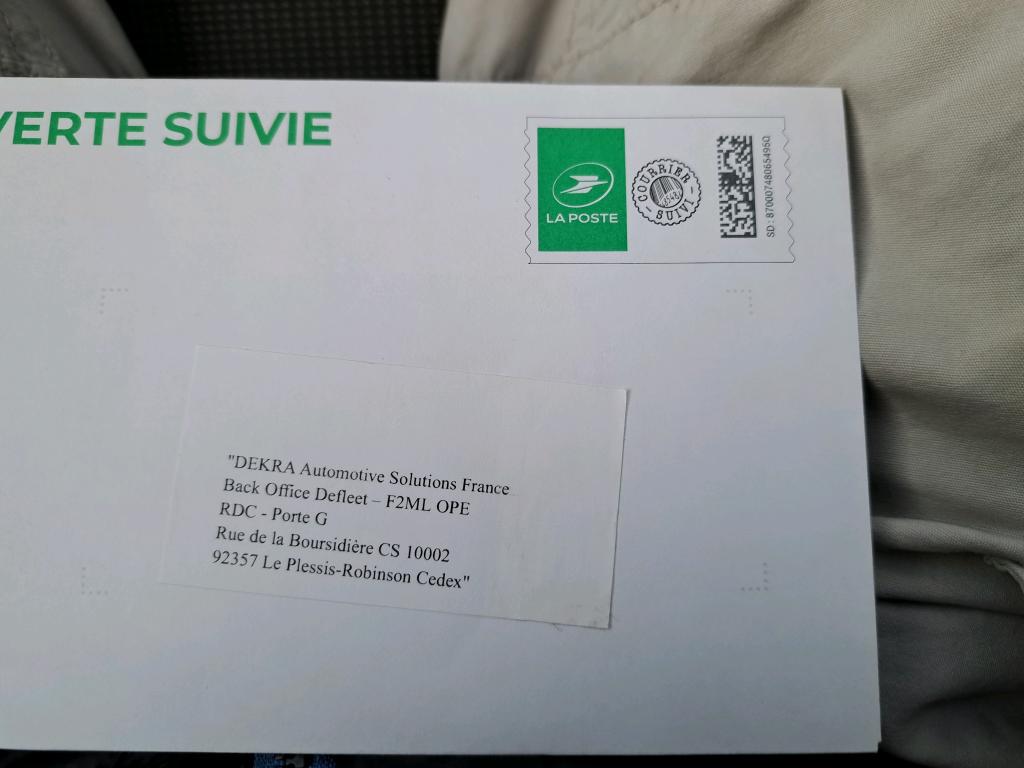 VERTE SUIVIE
LA POSTE
COURRIER
SUIVI
SD : 87000748065495O
"DEKRA Automotive Solutions France
Back Office Defleet – F2ML OPE
RDC - Porte G
Rue de la Boursidière CS 10002
92357 Le Plessis-Robinson Cedex"